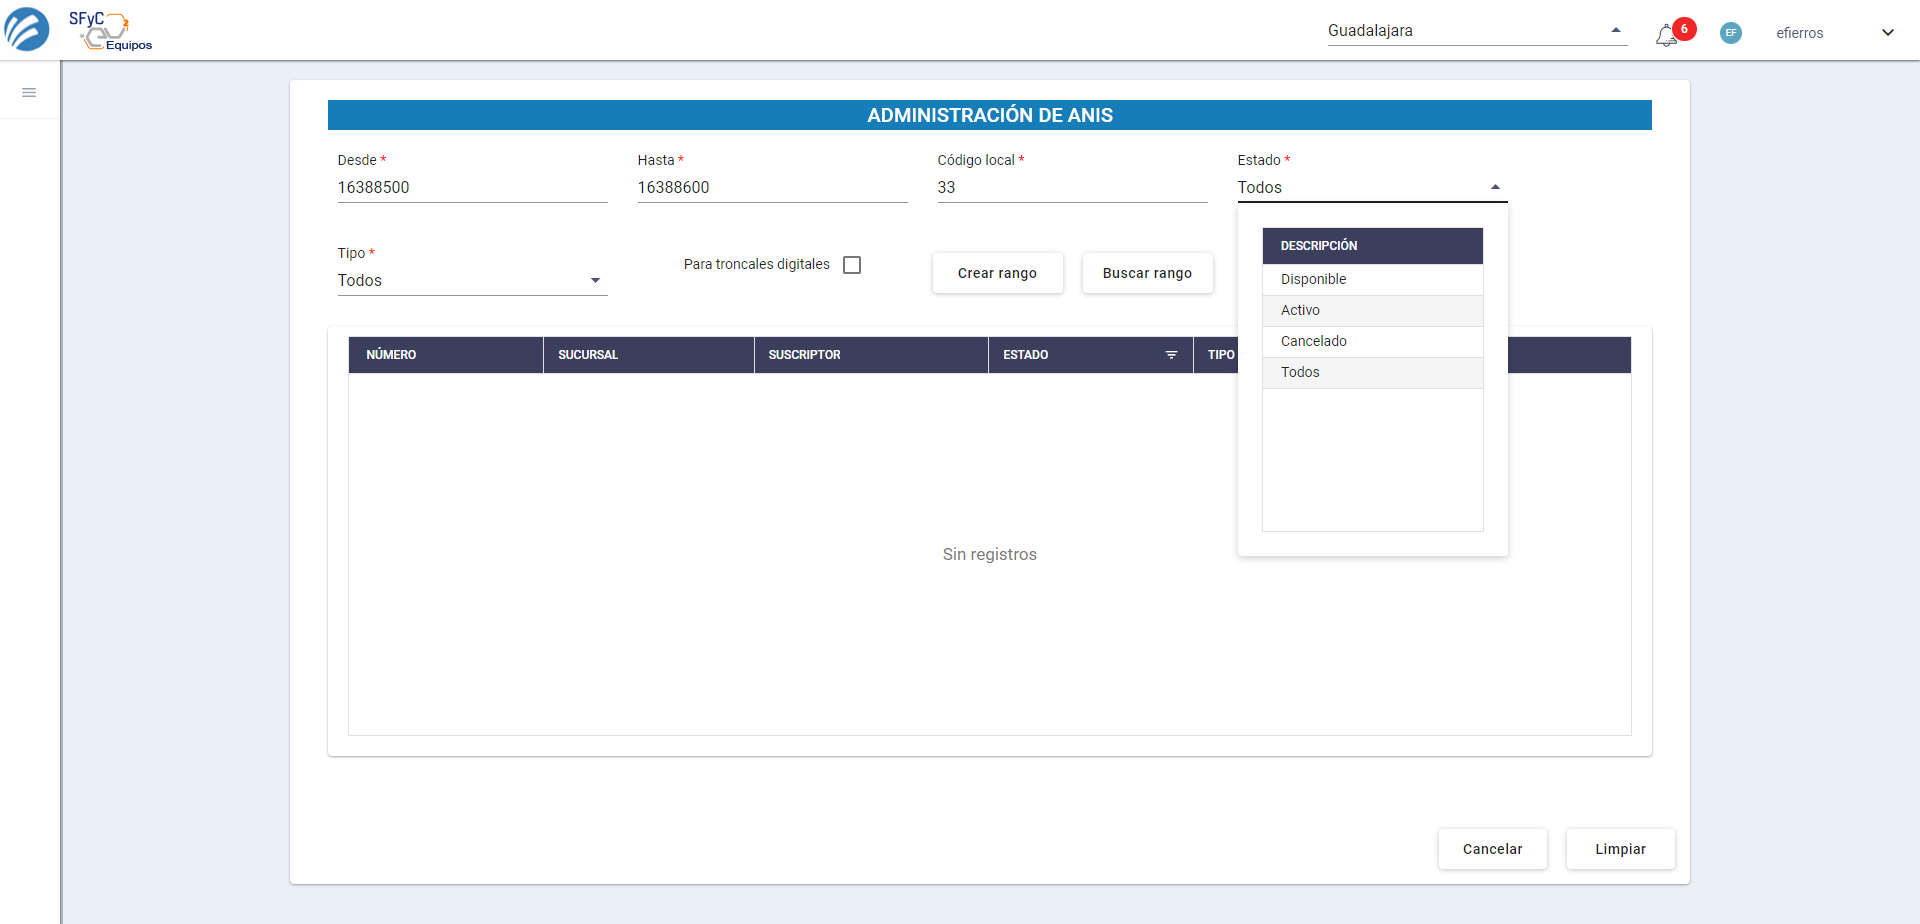 SFyC
2
Equipos
Guadalajara
6
EF
efierros
ADMINISTRACIÓN DE ANIS
Desde *
Hasta *
Código local *
Estado *
16388500
16388600
33
Todos
Tipo *
Todos
Para troncales digitales
Crear rango
Buscar rango
DESCRIPCIÓN
Disponible
Activo
Cancelado
Todos
NÚMERO
SUCURSAL
SUSCRIPTOR
ESTADO
TIPO
Sin registros
Cancelar
Limpiar